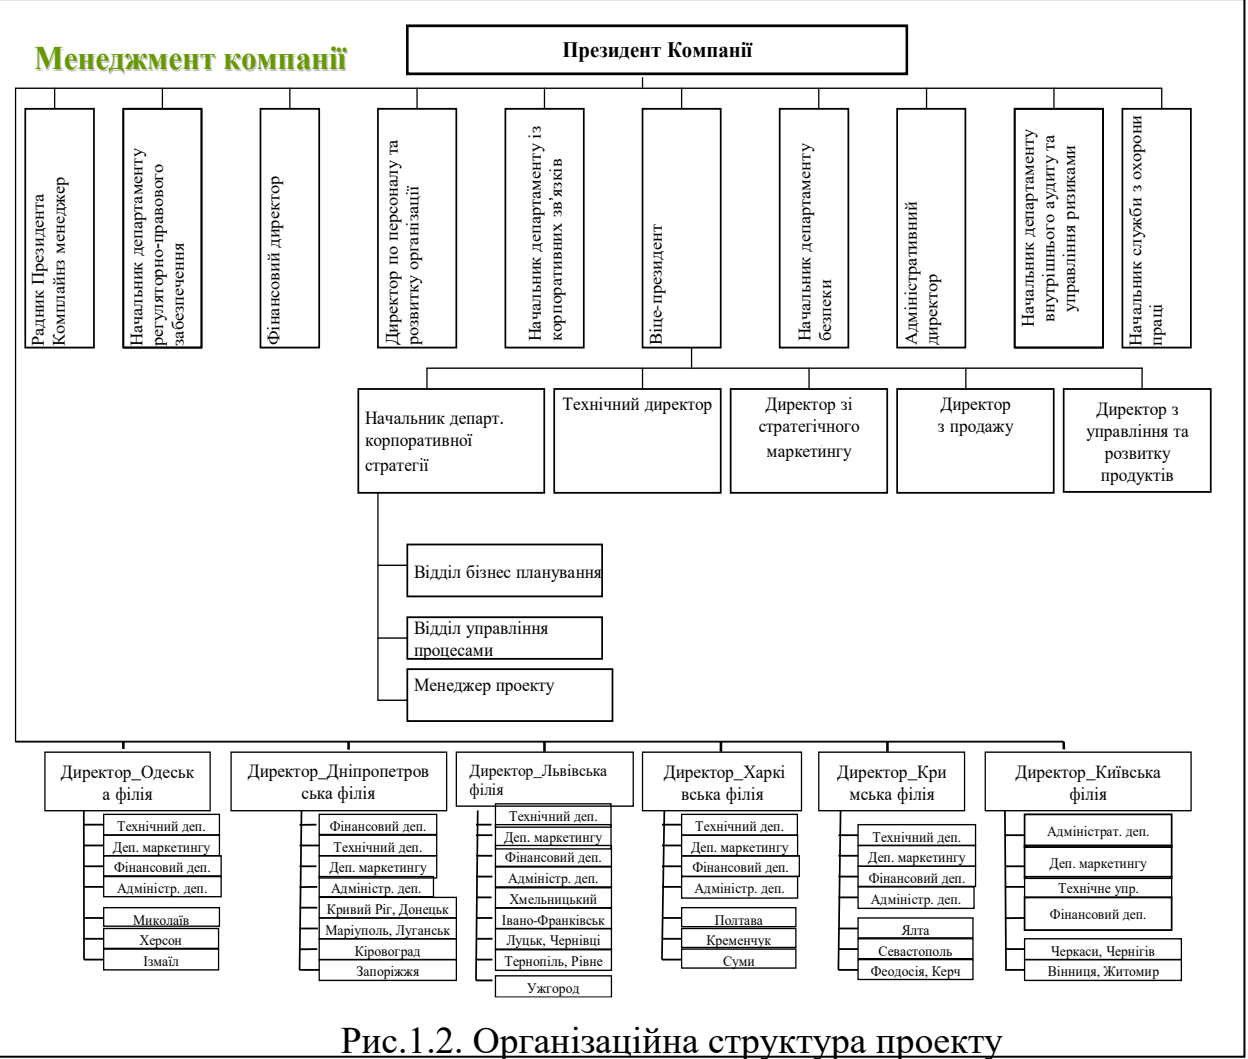 Менеджмент компанії
Президент Компанії
Радник Президента
Комплайнз менеджер
Начальник департаменту
регуляторно-правового
забезпечення
Фінансовий директор
Директор по персоналу та
розвитку організації
Начальник департаменту із
корпоративних зв'язків
Віце-президент
Начальник департаменту
безпеки
Адміністративний
директор
Начальник департаменту
внутрішнього аудиту та
управління ризиками
Начальник служби з охорони
праці
Начальник департ.
корпоративної
стратегії
Технічний директор
Директор зі
стратегічного
маркетингу
Директор
з продажу
Директор з
управління та
розвитку
продуктів
Відділ бізнес планування
Відділ управління
процесами
Менеджер проекту
Директор_Одеськ
а філія
Технічний деп.
Деп. маркетингу
Фінансовий деп.
Адміністр. деп.
Миколаїв
Херсон
Ізмаїл
Директор_Дніпропетров
ська філія
Фінансовий деп.
Технічний деп.
Деп. маркетингу
Адміністр. деп.
Кривий Ріг, Донецьк
Маріуполь, Луганськ
Кіровоград
Запоріжжя
Директор_Львівська
філія
Технічний деп.
Деп. маркетингу
Фінансовий деп.
Адміністр. деп.
Хмельницький
Івано-Франківськ
Луцьк, Чернівці
Тернопіль, Рівне
Ужгород
Директор_Харкі
вська філія
Технічний деп.
Деп. маркетингу
Фінансовий деп.
Адміністр. деп.
Полтава
Кременчук
Суми
Директор_Кри
мська філія
Технічний деп.
Деп. маркетингу
Фінансовий деп.
Адміністр. деп.
Ялта
Севастополь
Феодосія, Керч
Директор_Київська
філія
Адміністрат. деп.
Деп. маркетингу
Технічне упр.
Фінансовий деп.
Черкаси, Чернігів
Вінниця, Житомир
Рис.1.2. Організаційна структура проекту